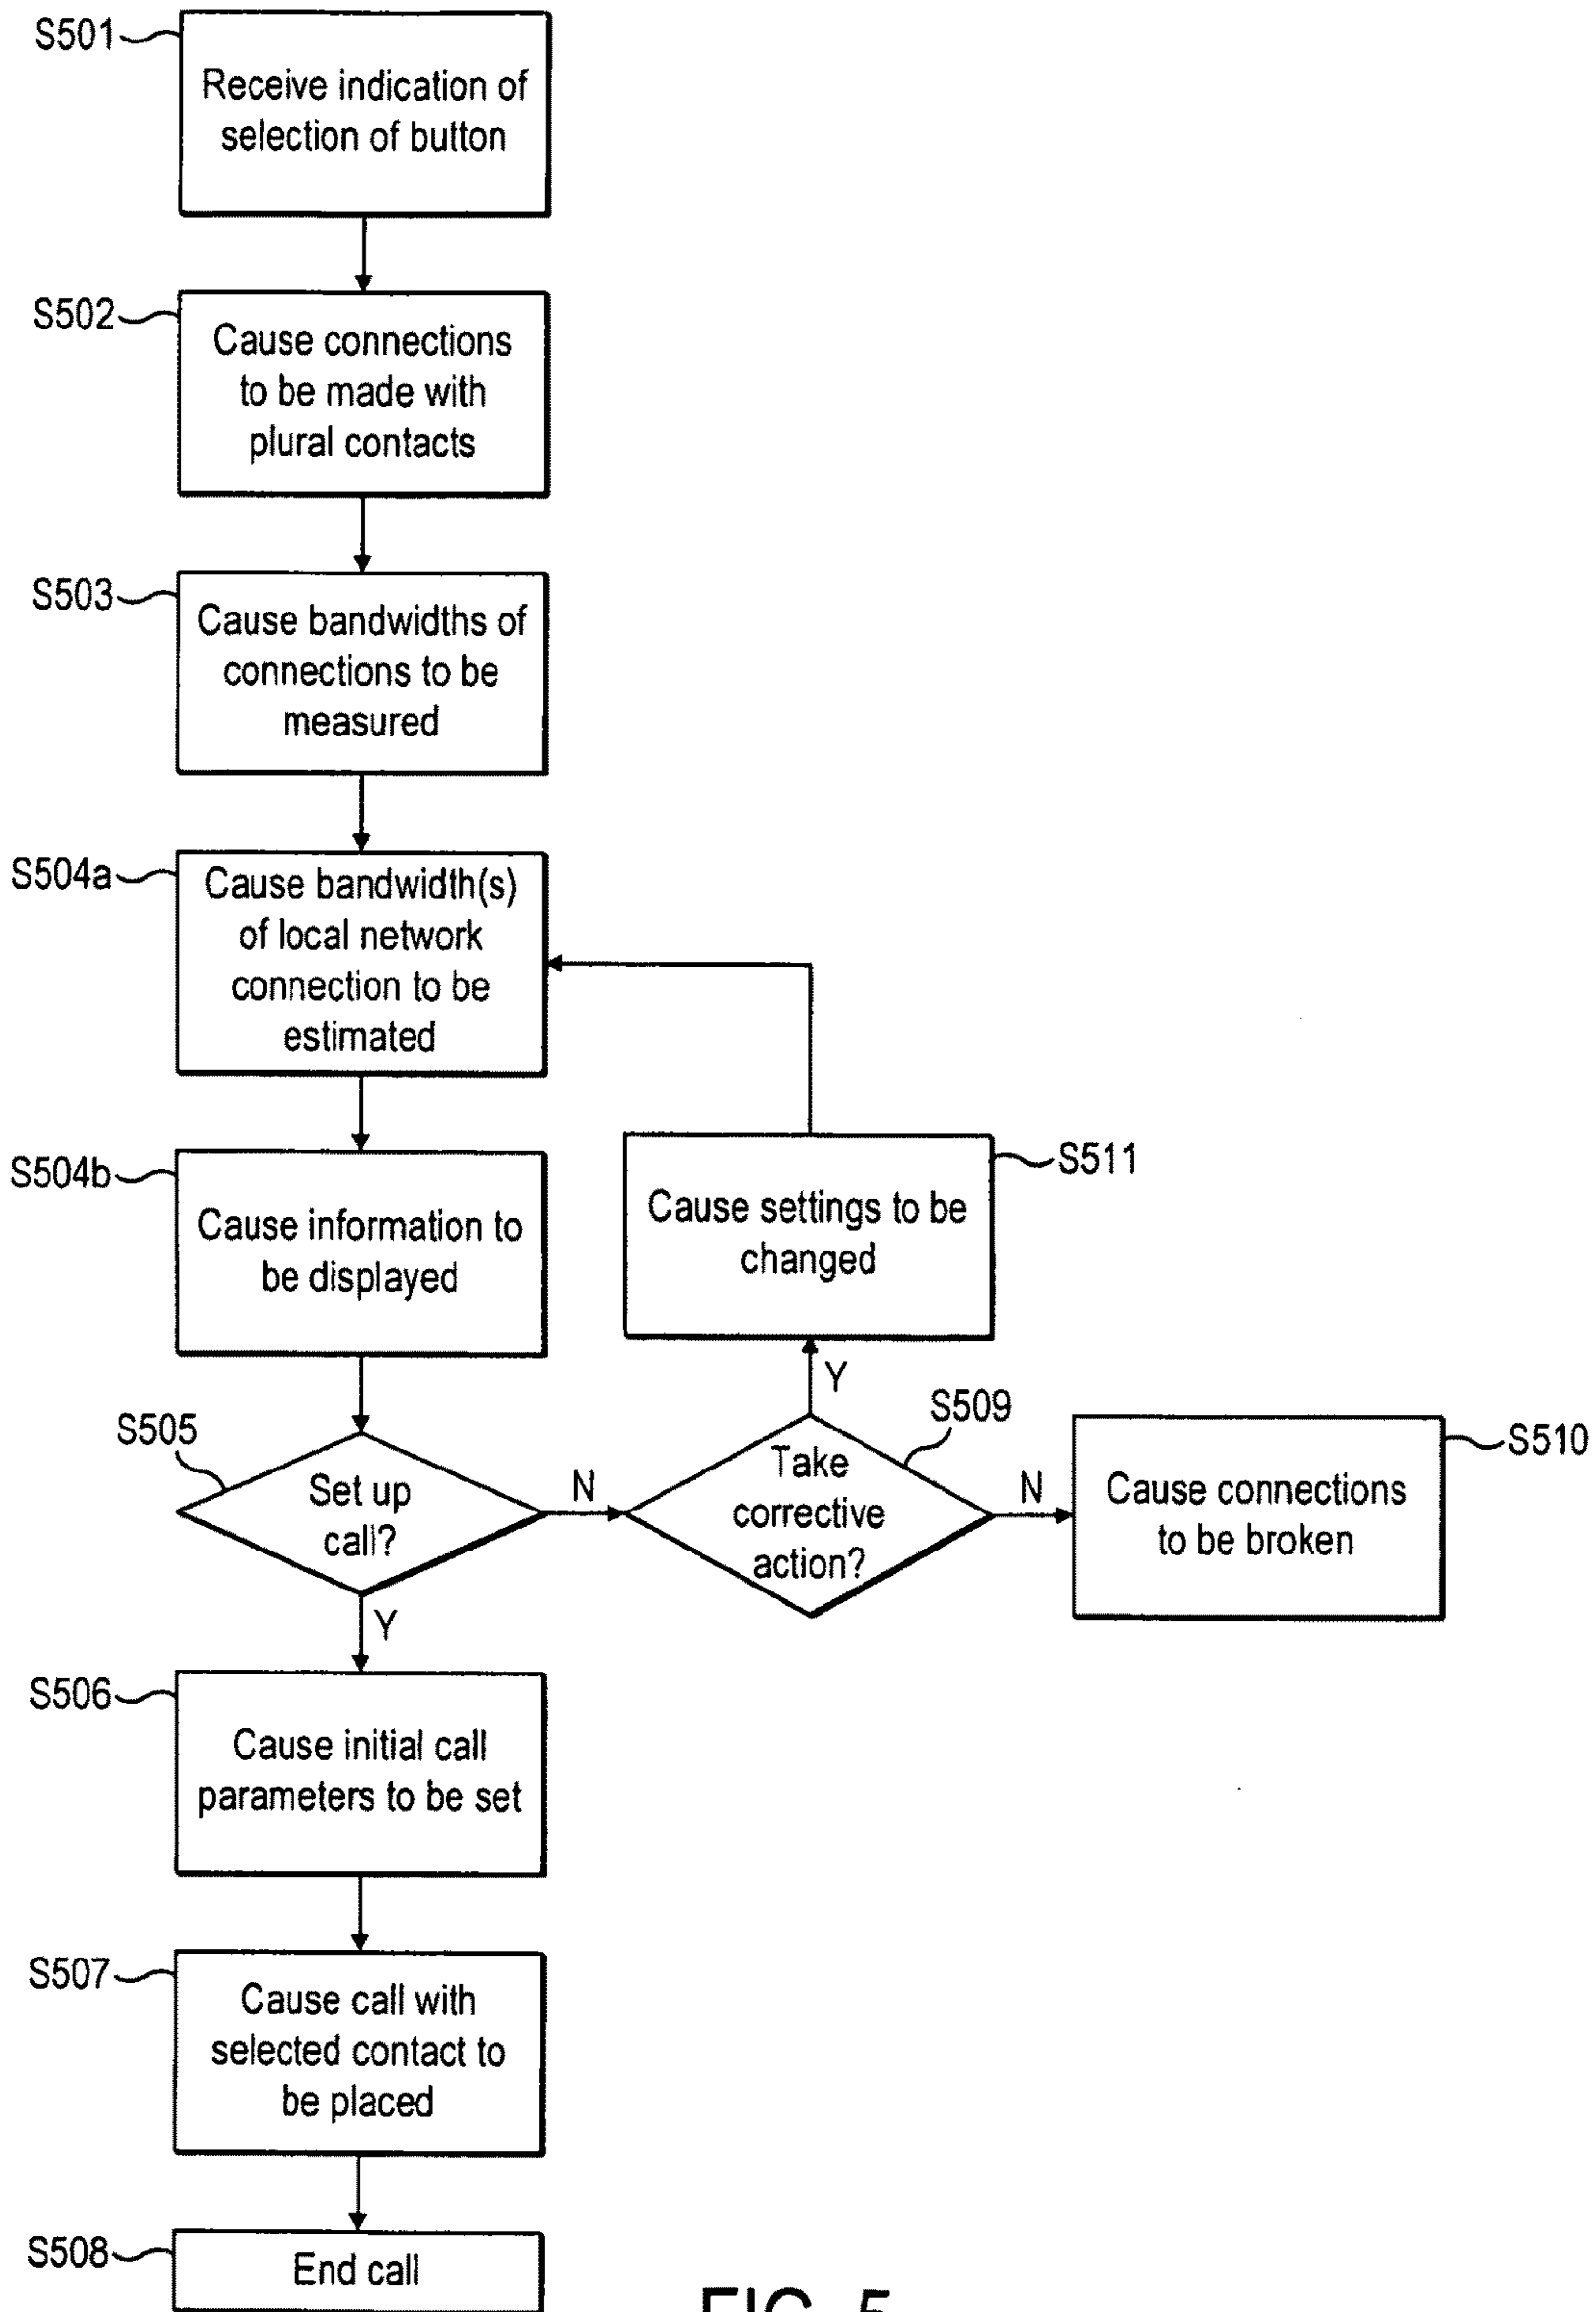 S501
Receive indication of
selection of button
S502
Cause connections
to be made with
plural contacts
S503
Cause bandwidths of
connections to be
measured
S504a
Cause bandwidth(s)
of local network
connection to be
estimated
S504b
Cause information to
be displayed
S511
Cause settings to be
changed
Y
S505
Set up
call?
N
S509
Take
corrective
action?
N
S510
Cause connections
to be broken
Y
S506
Cause initial call
parameters to be set
S507
Cause call with
selected contact to
be placed
S508
End call
FIG. 5